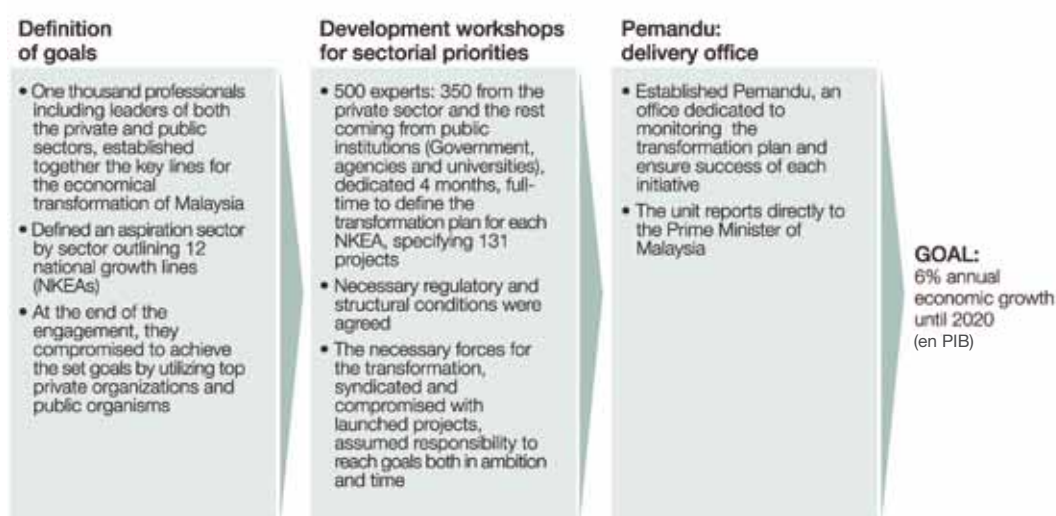 Definition
of goals
• One thousand professionals
including leaders of both
the private and public
sectors, established
together the key lines for
the economical
transformation of Malaysia
• Defined an aspiration sector
by sector outlining 12
national growth lines
(NKEAs)
• At the end of the
engagement, they
compromised to achieve
the set goals by utilizing top
private organizations and
public organisms
Development workshops
for sectorial priorities
• 500 experts: 350 from the
private sector and the rest
coming from public
institutions (Government,
agencies and universities),
dedicated 4 months, full-
time to define the
transformation plan for each
NKEA, specifying 131
projects
• Necessary regulatory and
structural conditions were
agreed
• The necessary forces for
the transformation,
syndicated and
compromised with
launched projects,
assumed responsibility to
reach goals both in ambition
and time
Pemandu:
delivery office
• Established Pemandu, an
office dedicated to
monitoring the
transformation plan and
ensure success of each
initiative
• The unit reports directly to
the Prime Minister of
Malaysia
GOAL:
6% annual
economic growth
until 2020
(en PIB)